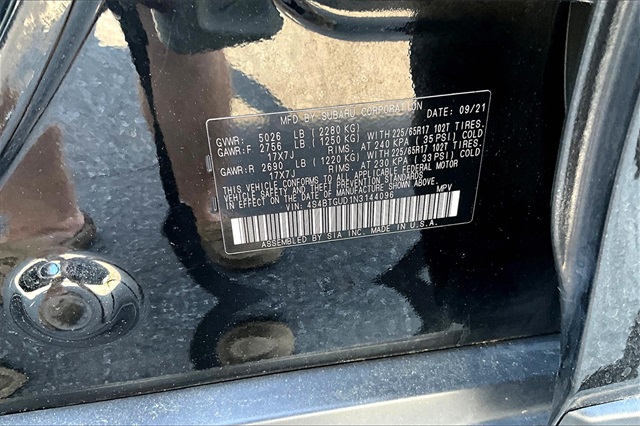 MFD BY SUBARU CORPORATION DATE: 09/21
GVWR: 5026 LB (2280 KG)
GAWR:F 2756 LB (1250 KG) WITH 225/65R17 102T TIRES.
17X7J RIMS, AT 240 KPA (35 PSI) COLD
GAWR:R 2690 LB (1220 KG) WITH 225/65R17 102T TIRES.
17X7J RIMS, AT 230 KPA (33 PSI) COLD
THIS VEHICLE CONFORMS TO ALL APPLICABLE FEDERAL MOTOR
VEHICLE SAFETY, BUMPER, AND THEFT PREVENTION STANDARDS
IN EFFECT ON THE DATE OF MANUFACTURE SHOWN ABOVE.
VIN: 4S4BTGUD1N3144096 MPV
ASSEMBLED BY SIA INC. MADE IN U.S.A.